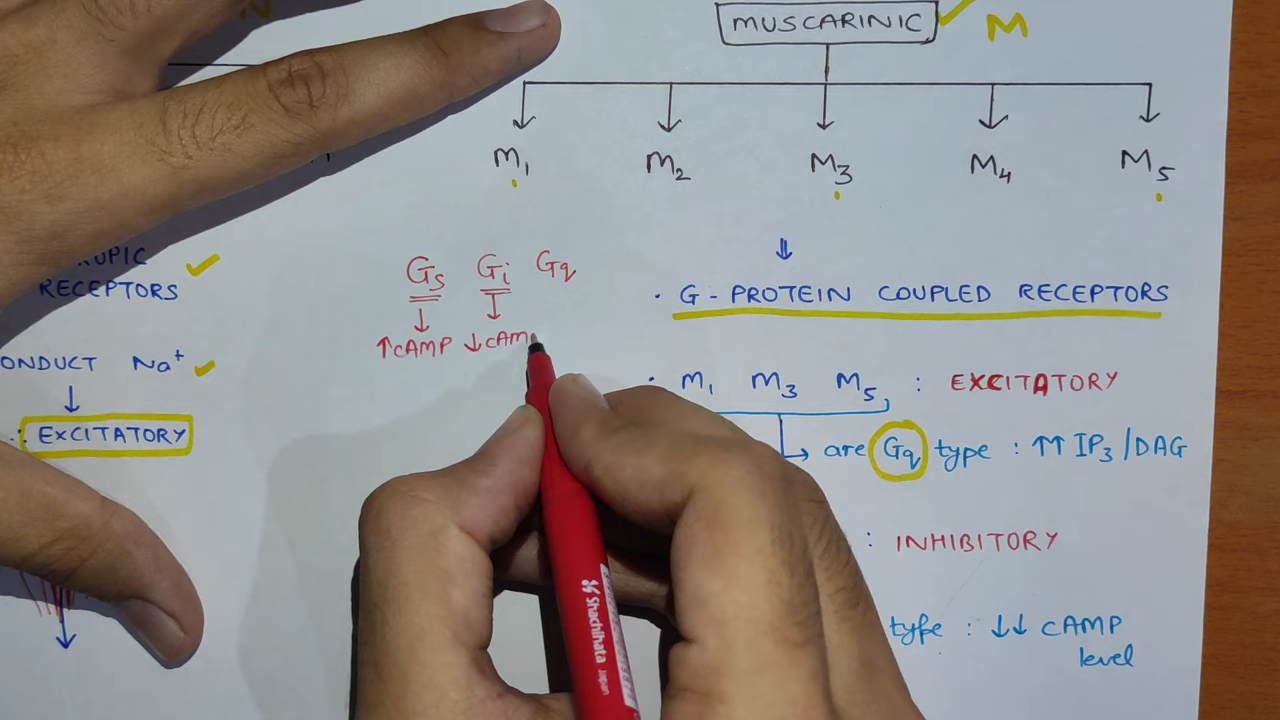 MUSCARINIC M
M1 M2 M3 M4 M5
RECEPTORS
Na+
EXCITATORY
Gs Gi Gq
↑cAMP ↓cAM
· G-PROTEIN COUPLED RECEPTORS
· M1 M3 M5 : EXCITATORY
are Gq type : ↑↑ IP3/DAG
: INHIBITORY
type : ↓↓ cAMP
level
Shachihata Japan